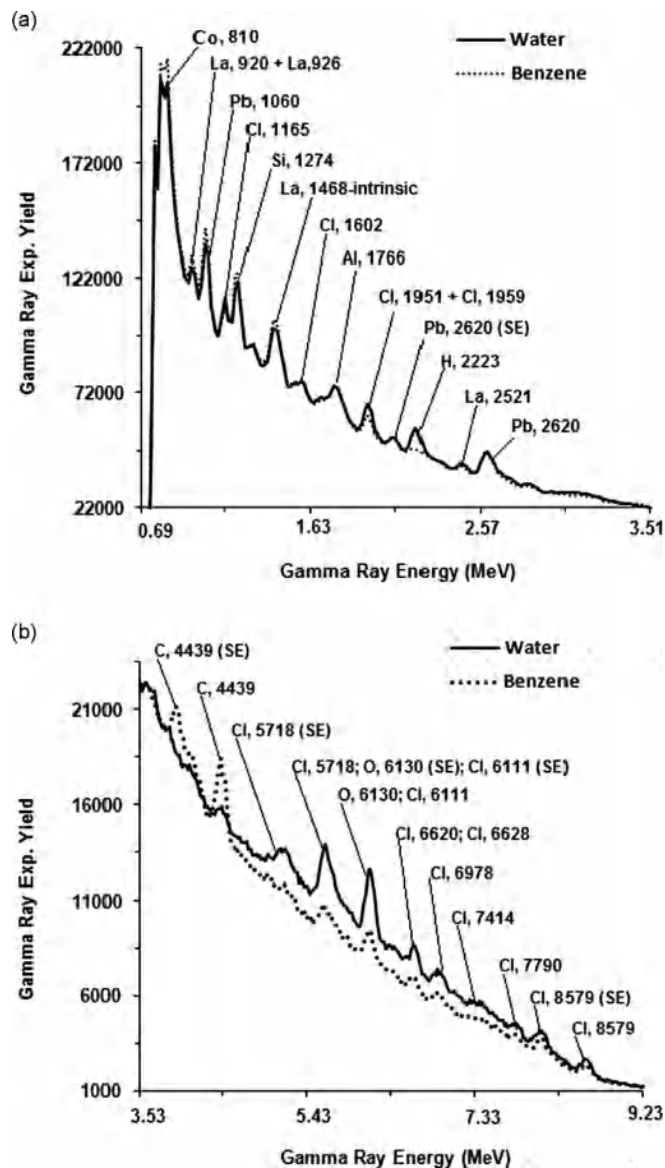 (a)
222000
172000
122000
72000
22000
Gamma Ray Exp. Yield
Co, 810
La, 920 + La,926
Pb, 1060
Cl, 1165
Si, 1274
La, 1468-intrinsic
Cl, 1602
Al, 1766
Cl, 1951 + Cl, 1959
Pb, 2620 (SE)
H, 2223
La, 2521
Pb, 2620
Water
Benzene
0.69
1.63
2.57
3.51
Gamma Ray Energy (MeV)
(b)
21000
16000
11000
6000
1000
Gamma Ray Exp. Yield
C, 4439 (SE)
C, 4439
Cl, 5718 (SE)
Cl, 5718; O, 6130 (SE); Cl, 6111 (SE)
O, 6130; Cl, 6111
Cl, 6620; Cl, 6628
Cl, 6978
Cl, 7414
Cl, 7790
Cl, 8579 (SE)
Cl, 8579
Water
Benzene
3.53
5.43
7.33
9.23
Gamma Ray Energy (MeV)